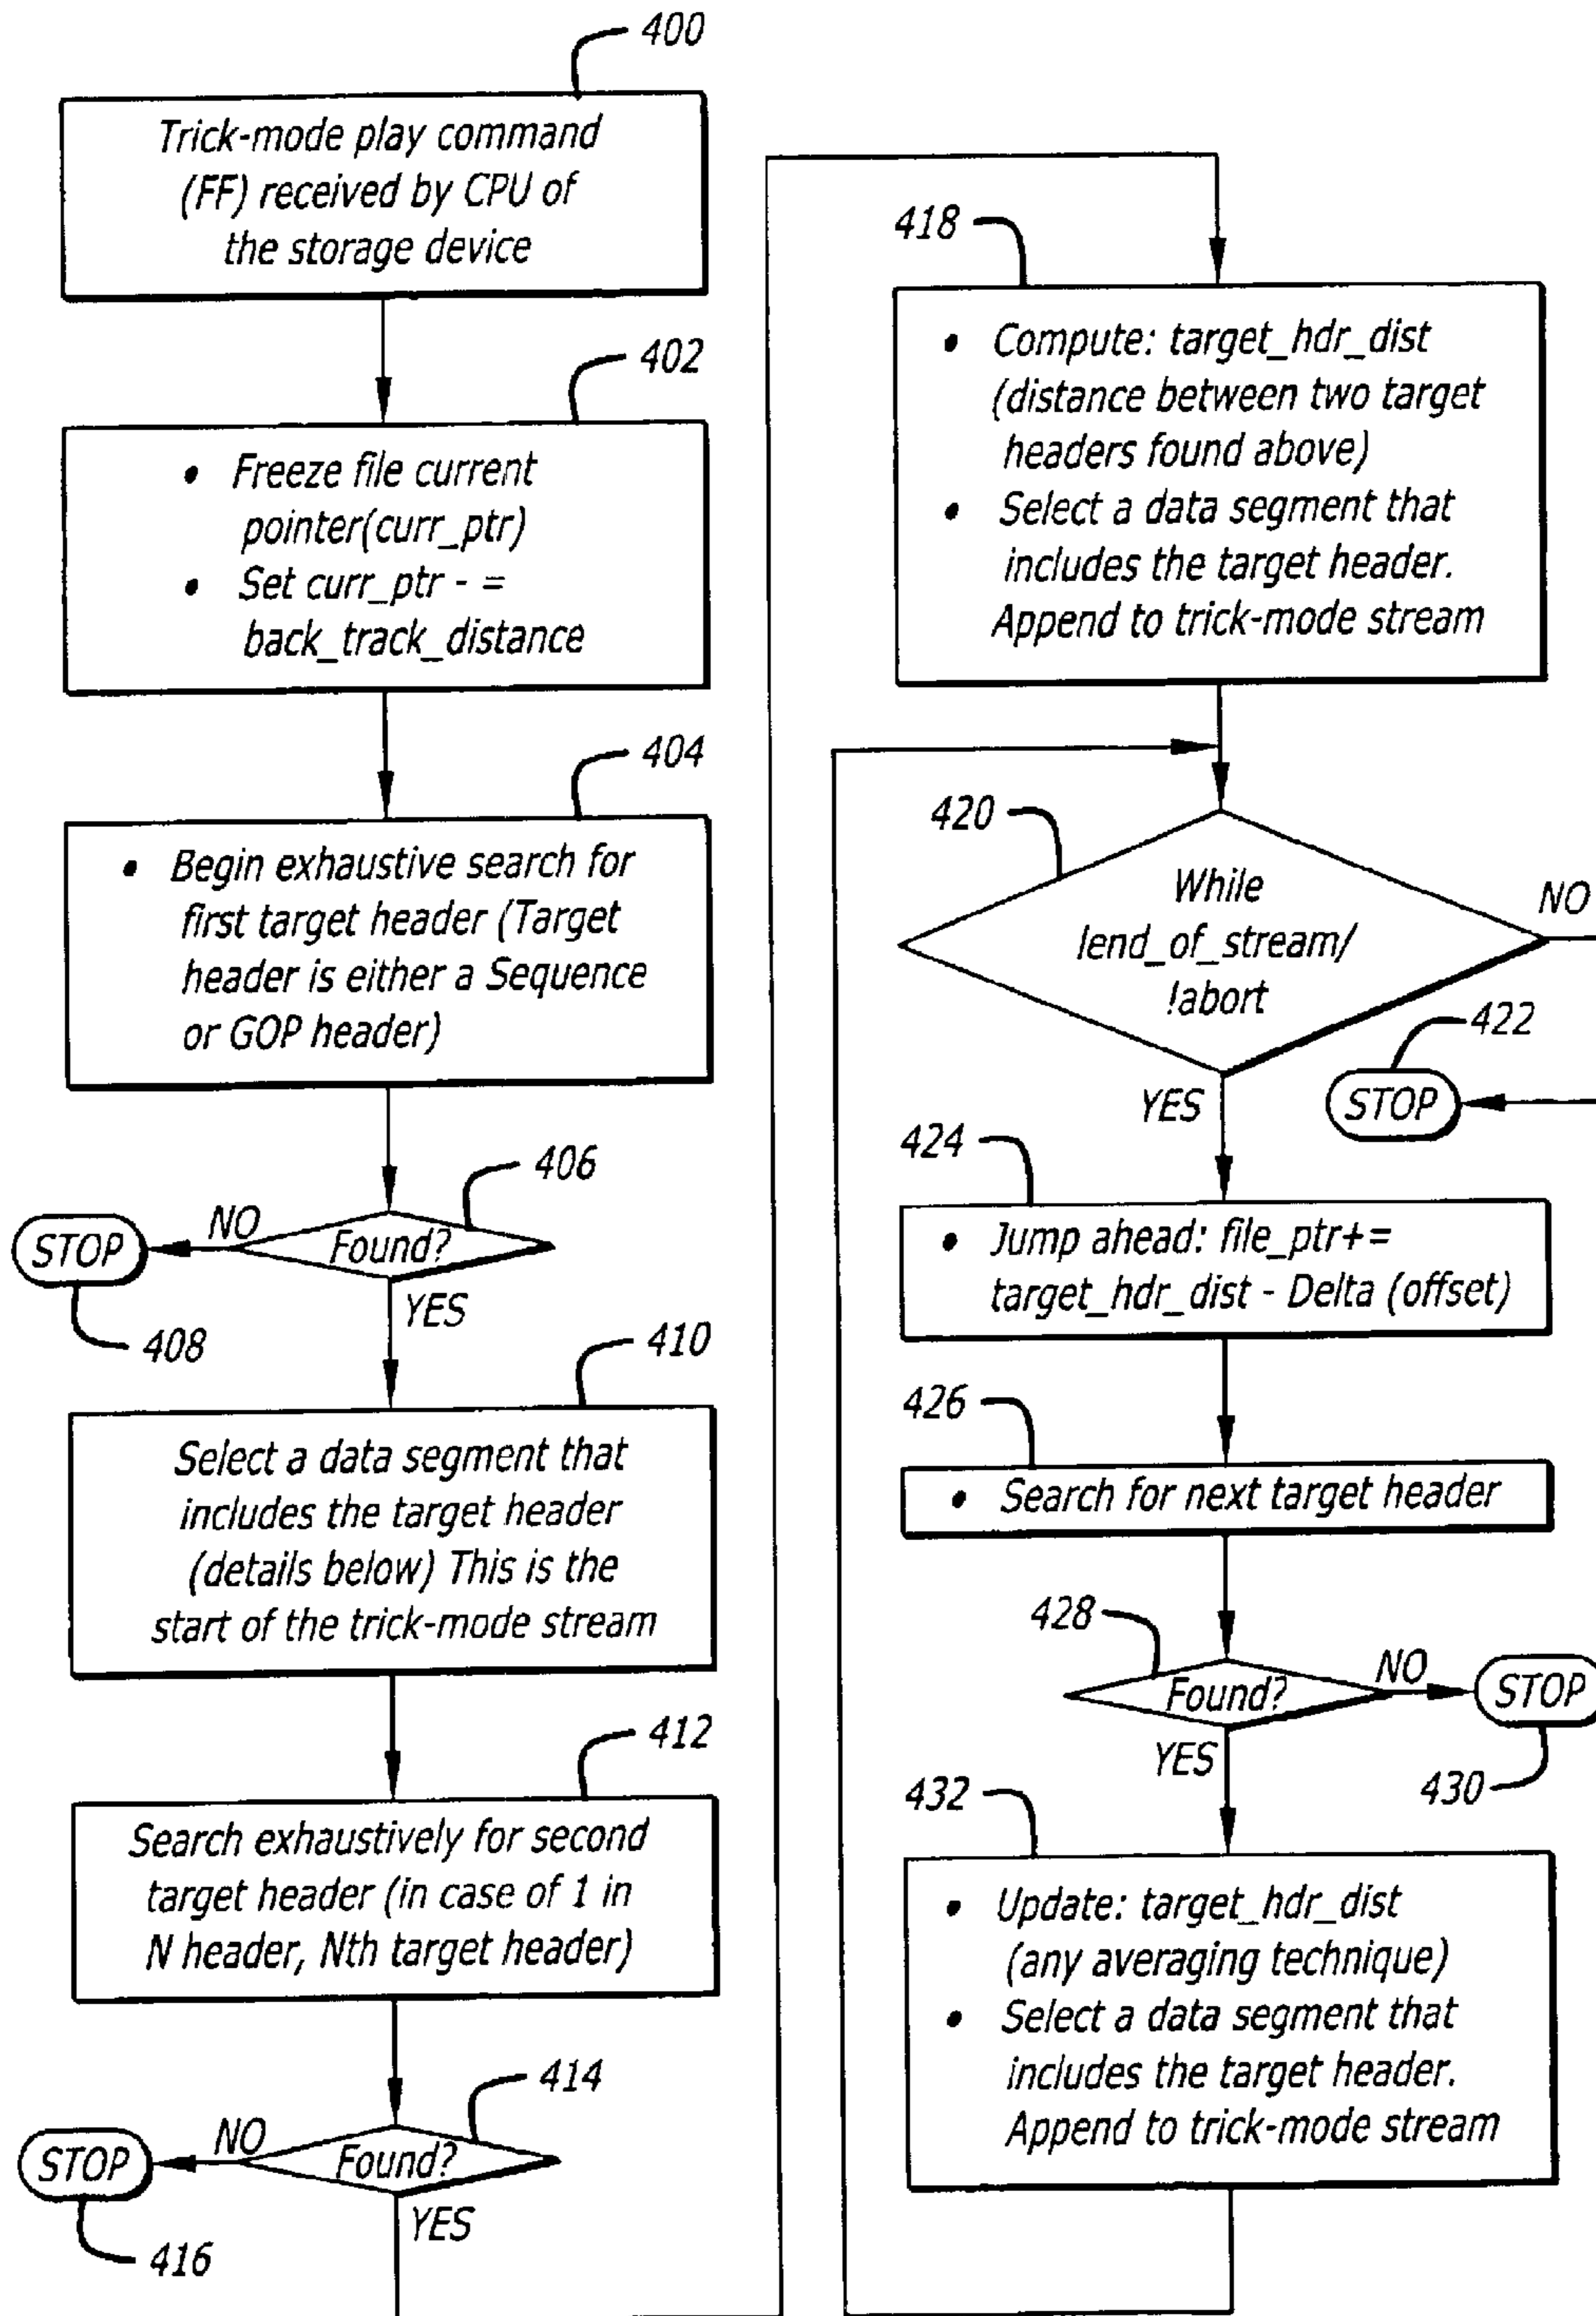 400
Trick-mode play command
(FF) received by CPU of
the storage device
402
• Freeze file current
pointer(curr_ptr)
• Set curr_ptr - =
back_track_distance
404
• Begin exhaustive search for
first target header (Target
header is either a Sequence
or GOP header)
406
Found?
NO
STOP
408
YES
410
Select a data segment that
includes the target header
(details below) This is the
start of the trick-mode stream
412
Search exhaustively for second
target header (in case of 1 in
N header, Nth target header)
414
Found?
NO
STOP
416
YES
418
• Compute: target_hdr_dist
(distance between two target
headers found above)
• Select a data segment that
includes the target header.
Append to trick-mode stream
420
While
lend_of_stream/
!abort
NO
422
STOP
YES
424
• Jump ahead: file_ptr+=
target_hdr_dist - Delta (offset)
426
• Search for next target header
428
Found?
NO
STOP
430
YES
432
• Update: target_hdr_dist
(any averaging technique)
• Select a data segment that
includes the target header.
Append to trick-mode stream